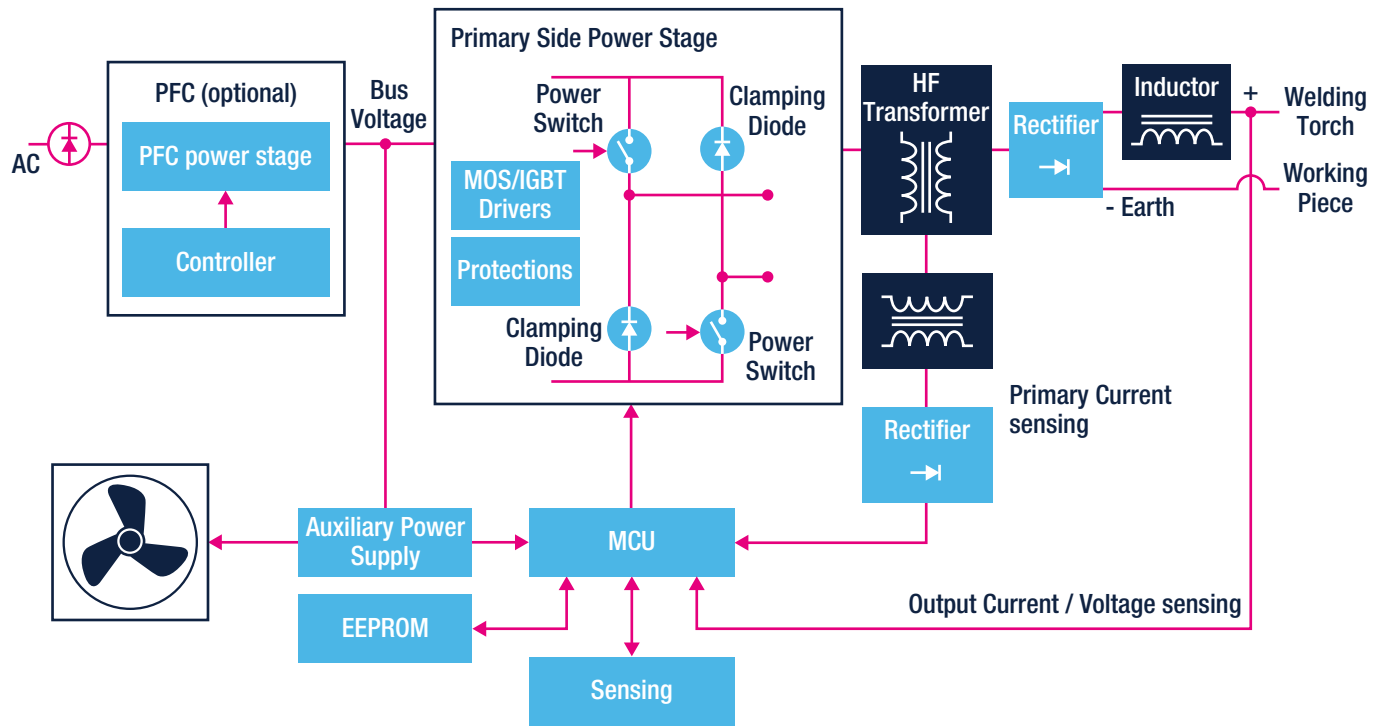 Primary Side Power Stage
PFC (optional)
PFC power stage
Controller
AC
Bus
Voltage
Power
Switch
Clamping
Diode
MOS/IGBT
Drivers
Protections
Clamping
Diode
Power
Switch
HF
Transformer
Rectifier
Inductor
+
Welding
Torch
Working
Piece
- Earth
Primary Current
sensing
Rectifier
Auxiliary Power
Supply
MCU
EEPROM
Sensing
Output Current / Voltage sensing